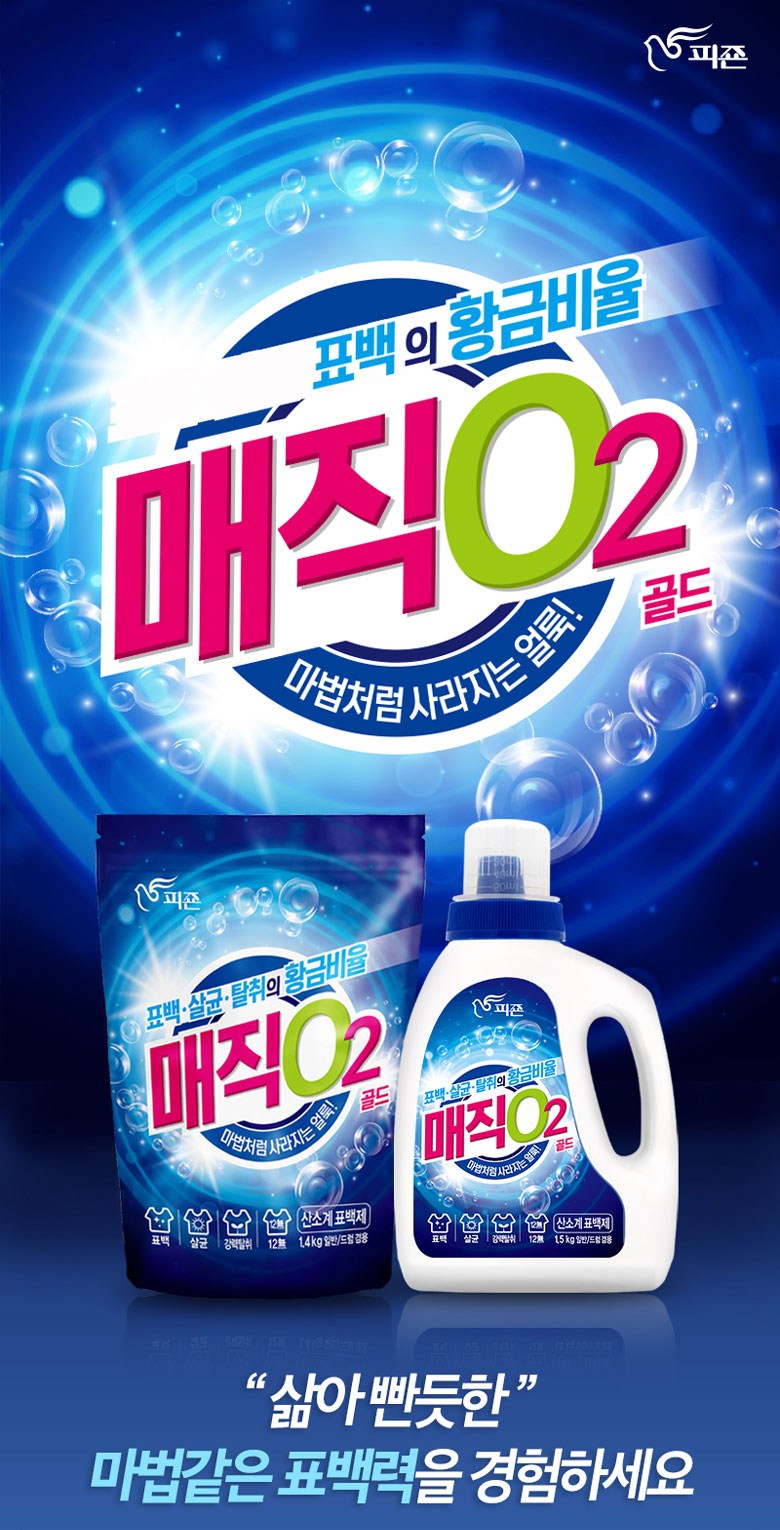 피죤
표백의 황금비율
매직O2
골드
마법처럼 사라지는 얼룩!
피죤
표백·살균·탈취의 황금비율
매직O2
골드
마법처럼 사라지는 얼룩!
표백 살균 강력탈취 12無 12無
산소계 표백제
1.4kg 일반/드럼 겸용
50ml
피죤
표백·살균·탈취의 황금비율
매직O2
골드
마법처럼 사라지는 얼룩!
표백 살균 강력탈취 12無 12無
산소계 표백제
1.5kg 일반/드럼 겸용
“삶아 빤듯한”
마법같은 표백력을 경험하세요